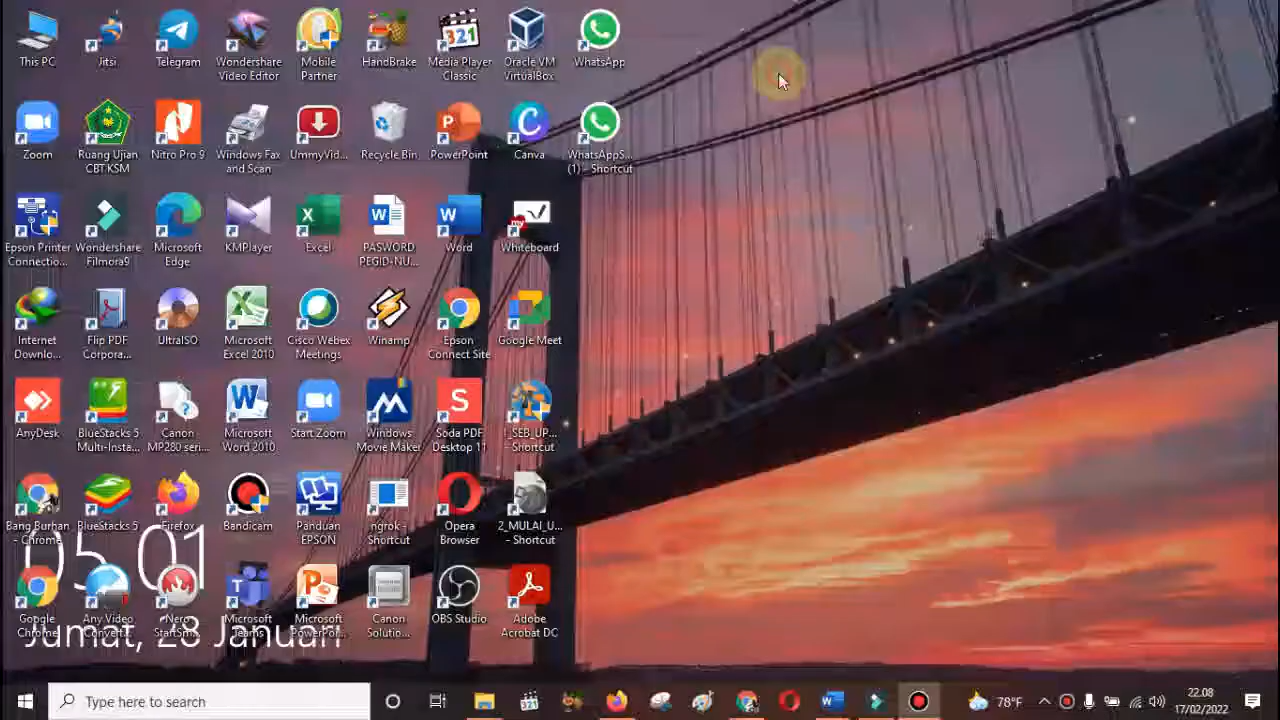 This PC
Jitsi
Telegram
Wondershare
Video Editor
Mobile
Partner
HandBrake
Media Player
Classic
Oracle VM
VirtualBox
WhatsApp
Zoom
Ruang Ujian
CBT KSM
Nitro Pro 9
Windows Fax
and Scan
UmmyVid...
Recycle Bin
PowerPoint
Canva
WhatsAppS...
(1) - Shortcut
Epson Printer
Connectio...
Wondershare
Filmora9
Microsoft
Edge
KMPlayer
Excel
PASWORD
PEGID-NU...
Word
Whiteboard
Internet
Downlo...
Flip PDF
Corpora...
UltraISO
Microsoft
Excel 2010
Cisco Webex
Meetings
Winamp
Epson
Connect Site
Google Meet
AnyDesk
BlueStacks 5
Multi-Insta...
Canon
MP280 seri...
Microsoft
Word 2010
Start Zoom
Windows
Movie Maker
Soda PDF
Desktop 11
- Shortcut
Bang Burhan
- Chrome
BlueStacks 5
Firefox
Bandicam
Panduan
EPSON
ngrok -
Shortcut
Opera
Browser
2_MULAI_U...
- Shortcut
05.01
Google
Chrome
Any Video
Convert...
Nero
StartSm...
Microsoft
Teams
Microsoft
PowerPoi...
Canon
Solutio...
OBS Studio
Adobe
Acrobat DC
Jumat, 28 Januari
Type here to search
78°F
22.08
17/02/2022